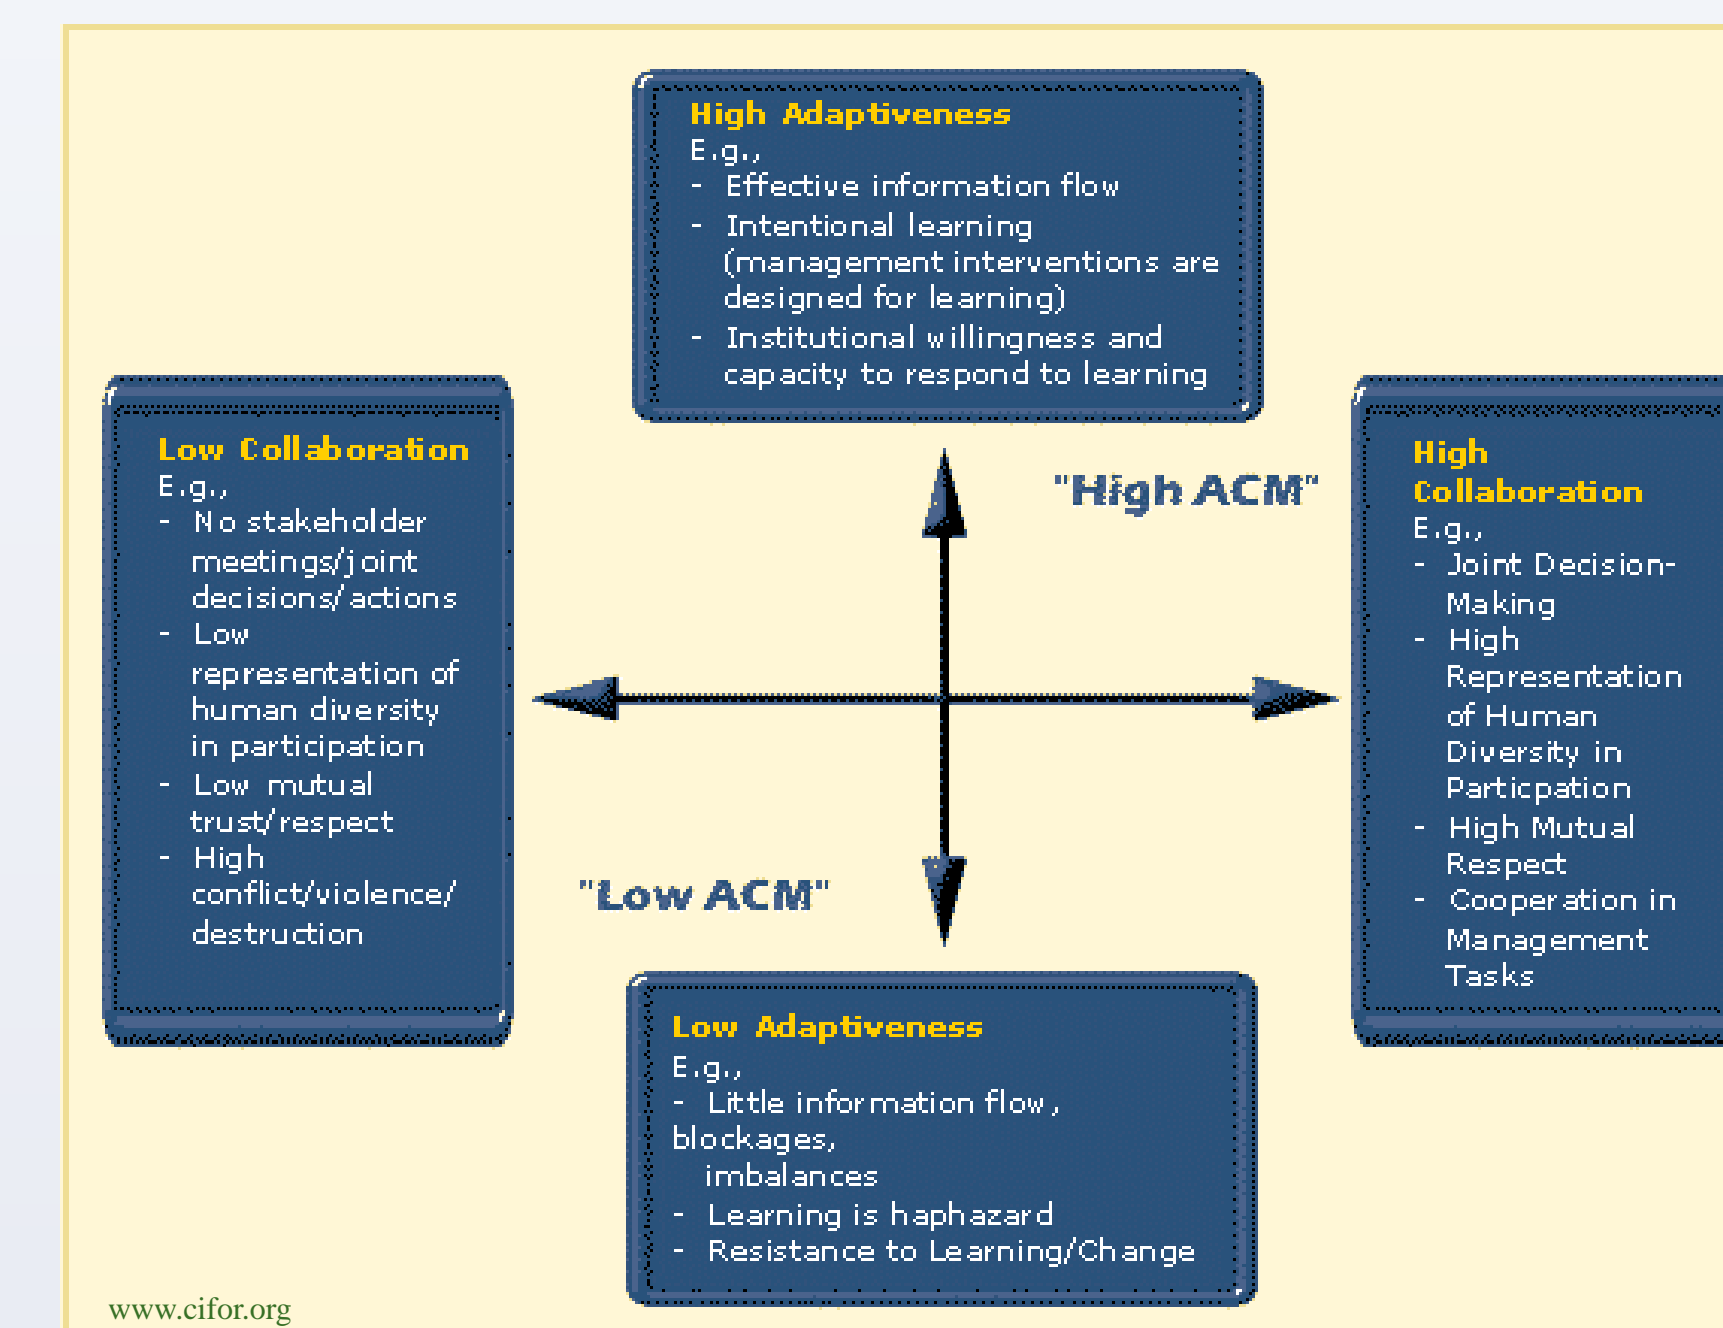 High Adaptiveness
E.g.,
- Effective information flow
- Intentional learning
(management interventions are
designed for learning)
- Institutional willingness and
capacity to respond to learning
Low Collaboration
E.g.,
- No stakeholder
meetings/joint
decisions/actions
- Low
representation of
human diversity
in participation
- Low mutual
trust/respect
- High
conflict/violence/
destruction
"High ACM"
"Low ACM"
High
Collaboration
E.g.,
- Joint Decision-
Making
- High
Representation
of Human
Diversity in
Particpation
- High Mutual
Respect
- Cooperation in
Management
Tasks
Low Adaptiveness
E.g.,
- Little information flow,
blockages,
imbalances
- Learning is haphazard
- Resistance to Learning/Change
www.cifor.org